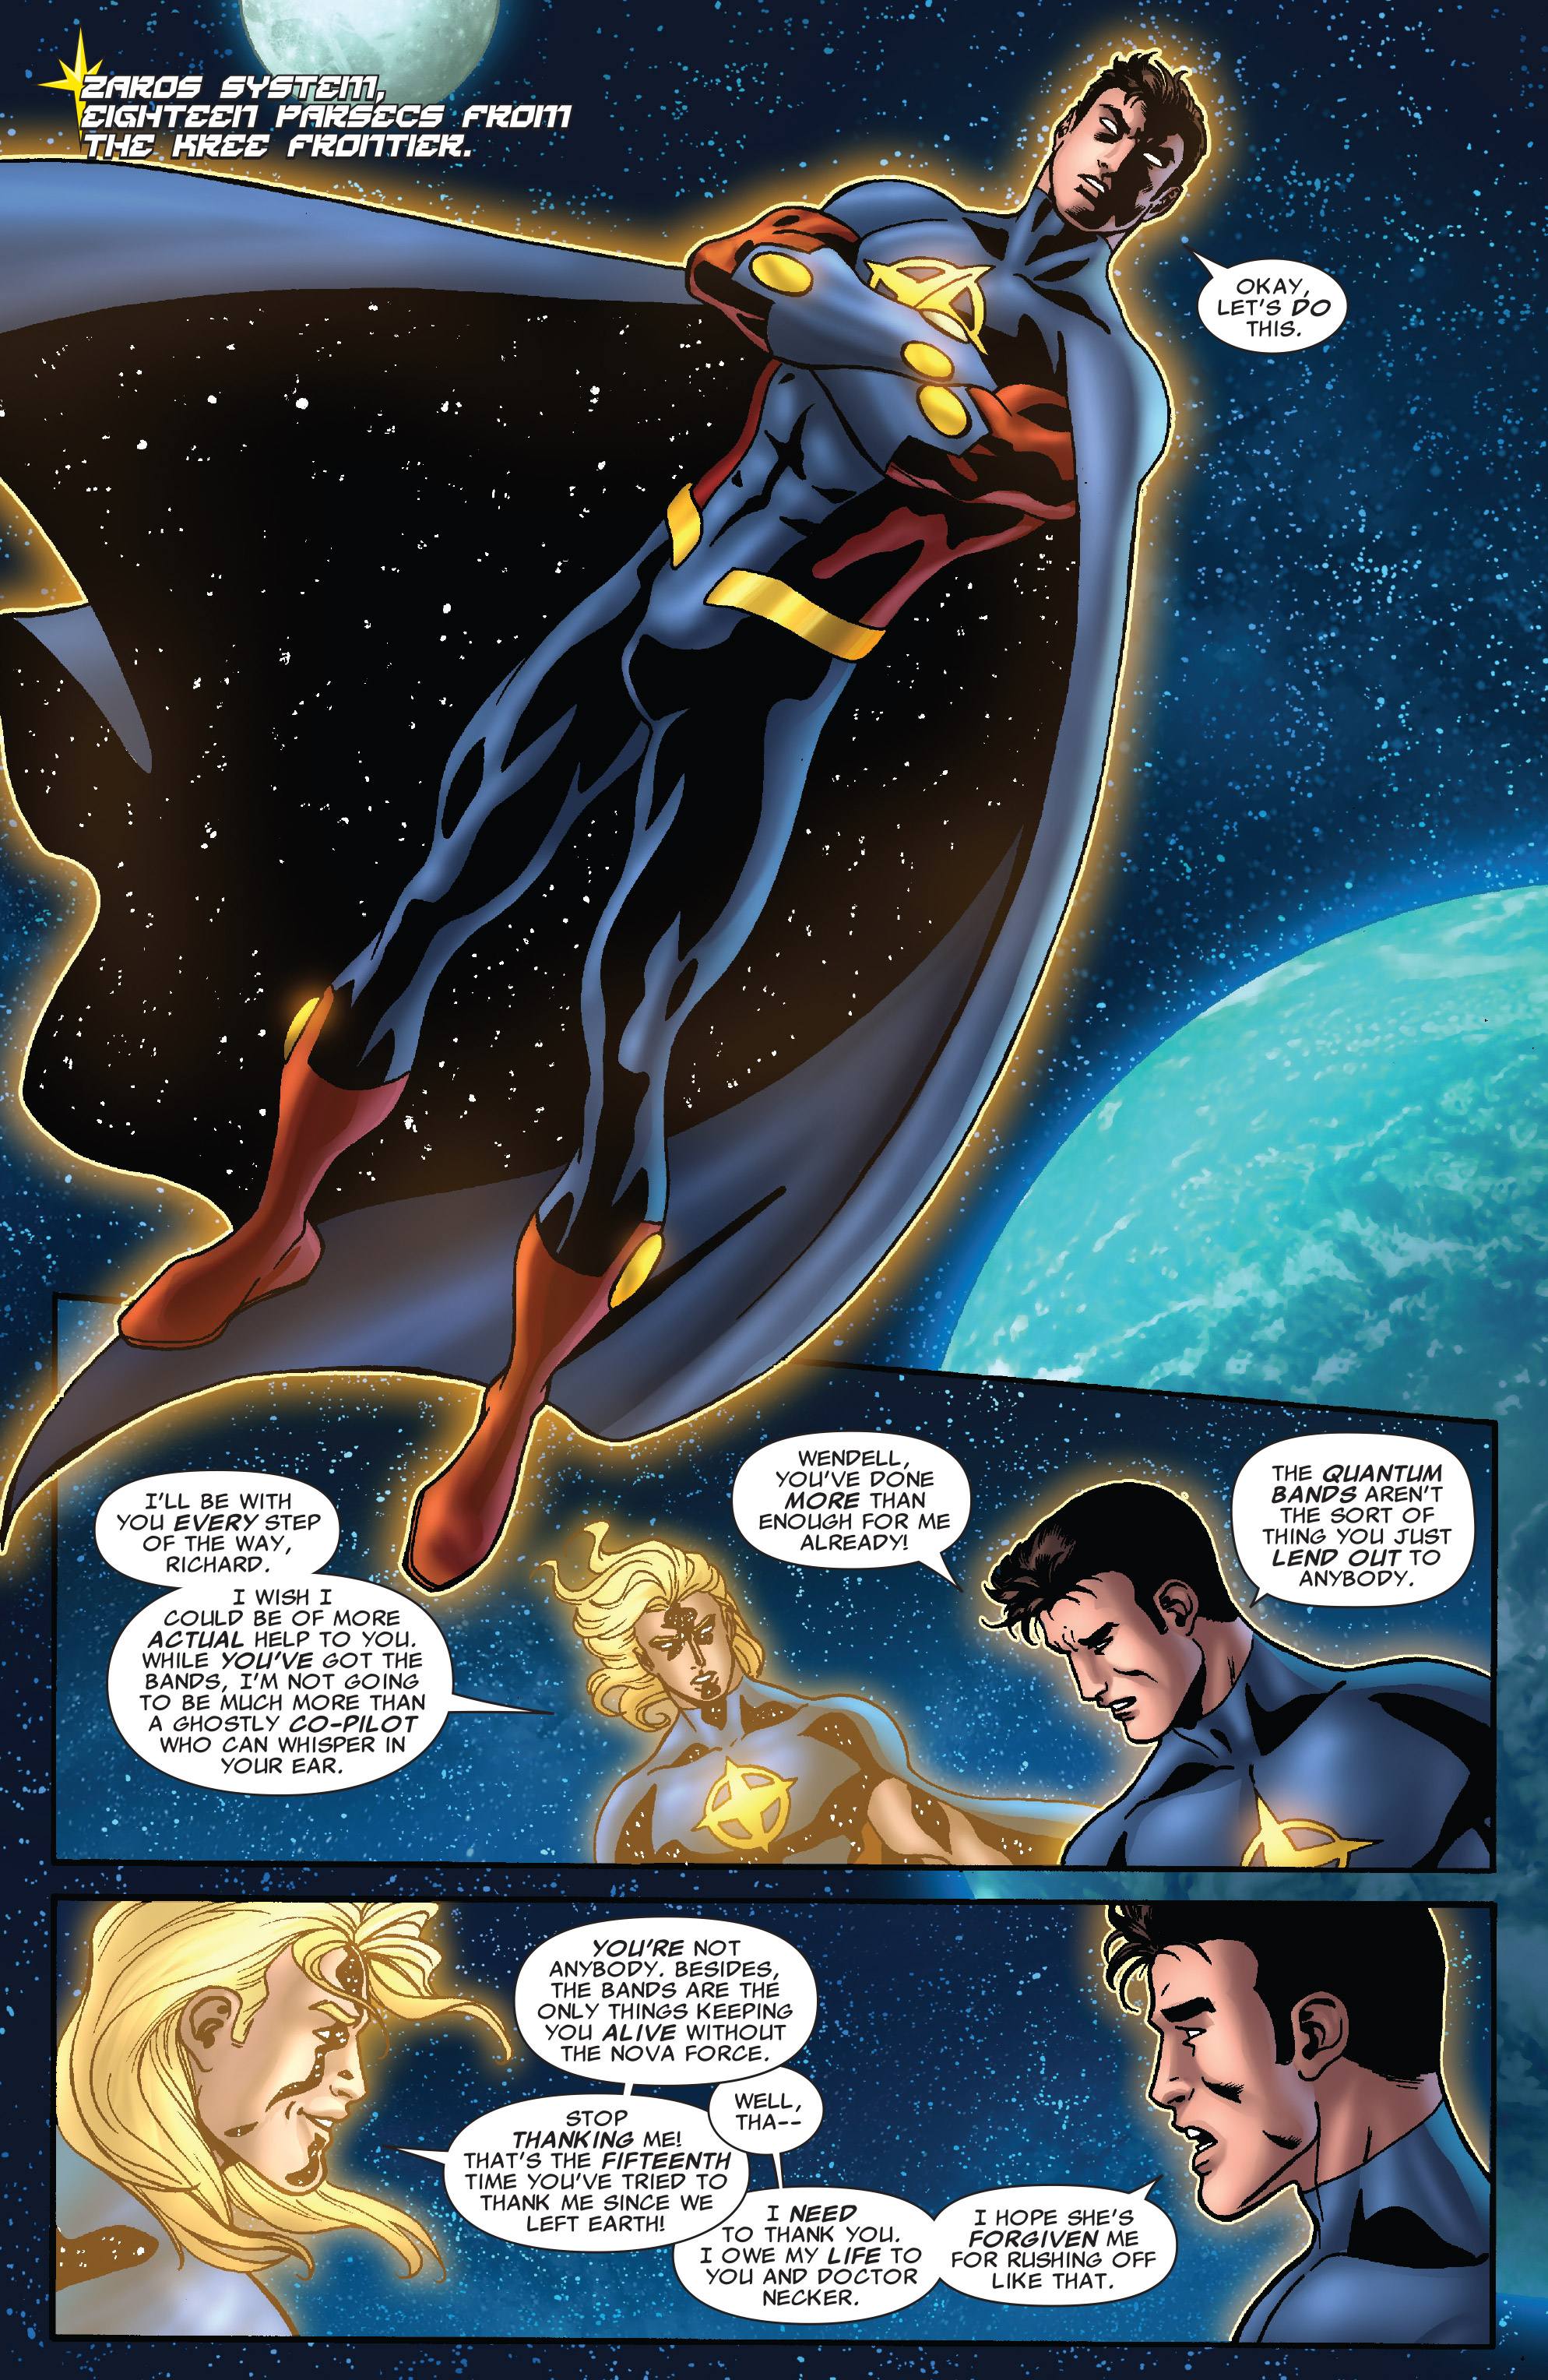 ZAROS SYSTEM,
EIGHTEEN PARSECS FROM
THE KREE FRONTIER.
OKAY,
LET'S DO
THIS.
I'LL BE WITH
YOU EVERY STEP
OF THE WAY,
RICHARD.
I WISH I
COULD BE OF MORE
ACTUAL HELP TO YOU.
WHILE YOU'VE GOT THE
BANDS, I'M NOT GOING
TO BE MUCH MORE THAN
A GHOSTLY CO-PILOT
WHO CAN WHISPER IN
YOUR EAR.
WENDELL,
YOU'VE DONE
MORE THAN
ENOUGH FOR ME
ALREADY!
THE QUANTUM
BANDS AREN'T
THE SORT OF
THING YOU JUST
LEND OUT TO
ANYBODY.
YOU'RE NOT
ANYBODY. BESIDES,
THE BANDS ARE THE
ONLY THINGS KEEPING
YOU ALIVE WITHOUT
THE NOVA FORCE.
WELL,
THA--
STOP
THANKING ME!
THAT'S THE FIFTEENTH
TIME YOU'VE TRIED TO
THANK ME SINCE WE
LEFT EARTH!
I NEED
TO THANK YOU.
I OWE MY LIFE TO
YOU AND DOCTOR
NECKER.
I HOPE SHE'S
FORGIVEN ME
FOR RUSHING OFF
LIKE THAT.